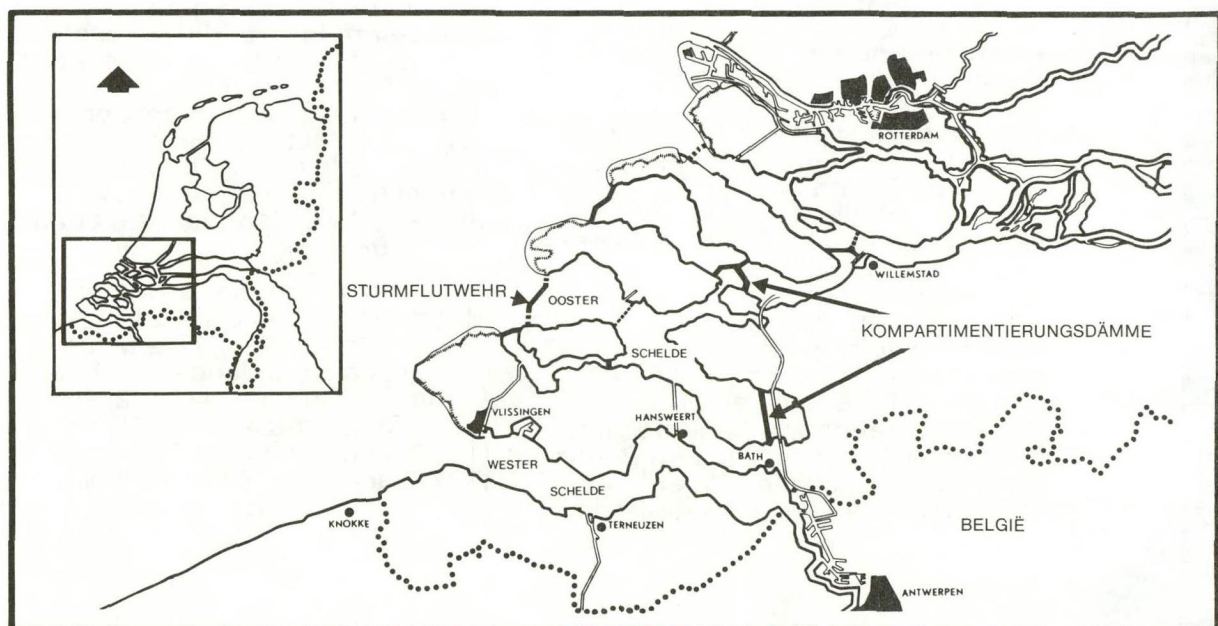 ROTTERDAM
WILLEMSTAD
STURMFLUTWEHR
OOSTER
KOMPARTIMENTIERUNGSDÄMME
SCHELDE
VLISSINGEN
HANSWEERT
BATH
WESTER
SCHELDE
KNOKKE
TERNEUZEN
BELGIË
ANTWERPEN